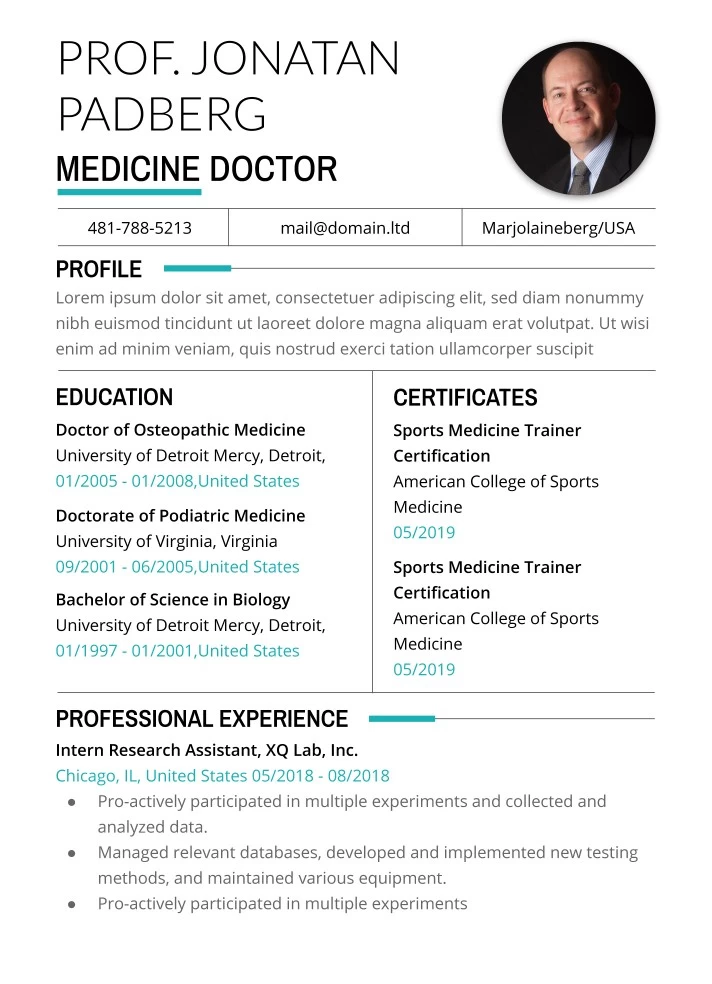 PROF. JONATAN
PADBERG
MEDICINE DOCTOR
481-788-5213
mail@domain.ltd
Marjolaineberg/USA
PROFILE
Lorem ipsum dolor sit amet, consectetuer adipiscing elit, sed diam nonummy
nibh euismod tincidunt ut laoreet dolore magna aliquam erat volutpat. Ut wisi
enim ad minim veniam, quis nostrud exerci tation ullamcorper suscipit
EDUCATION
Doctor of Osteopathic Medicine
University of Detroit Mercy, Detroit,
01/2005 - 01/2008,United States
Doctorate of Podiatric Medicine
University of Virginia, Virginia
09/2001 - 06/2005,United States
Bachelor of Science in Biology
University of Detroit Mercy, Detroit,
01/1997 - 01/2001,United States
CERTIFICATES
Sports Medicine Trainer
Certification
American College of Sports
Medicine
05/2019
Sports Medicine Trainer
Certification
American College of Sports
Medicine
05/2019
PROFESSIONAL EXPERIENCE
Intern Research Assistant, XQ Lab, Inc.
Chicago, IL, United States 05/2018 - 08/2018
● Pro-actively participated in multiple experiments and collected and
analyzed data.
● Managed relevant databases, developed and implemented new testing
methods, and maintained various equipment.
● Pro-actively participated in multiple experiments